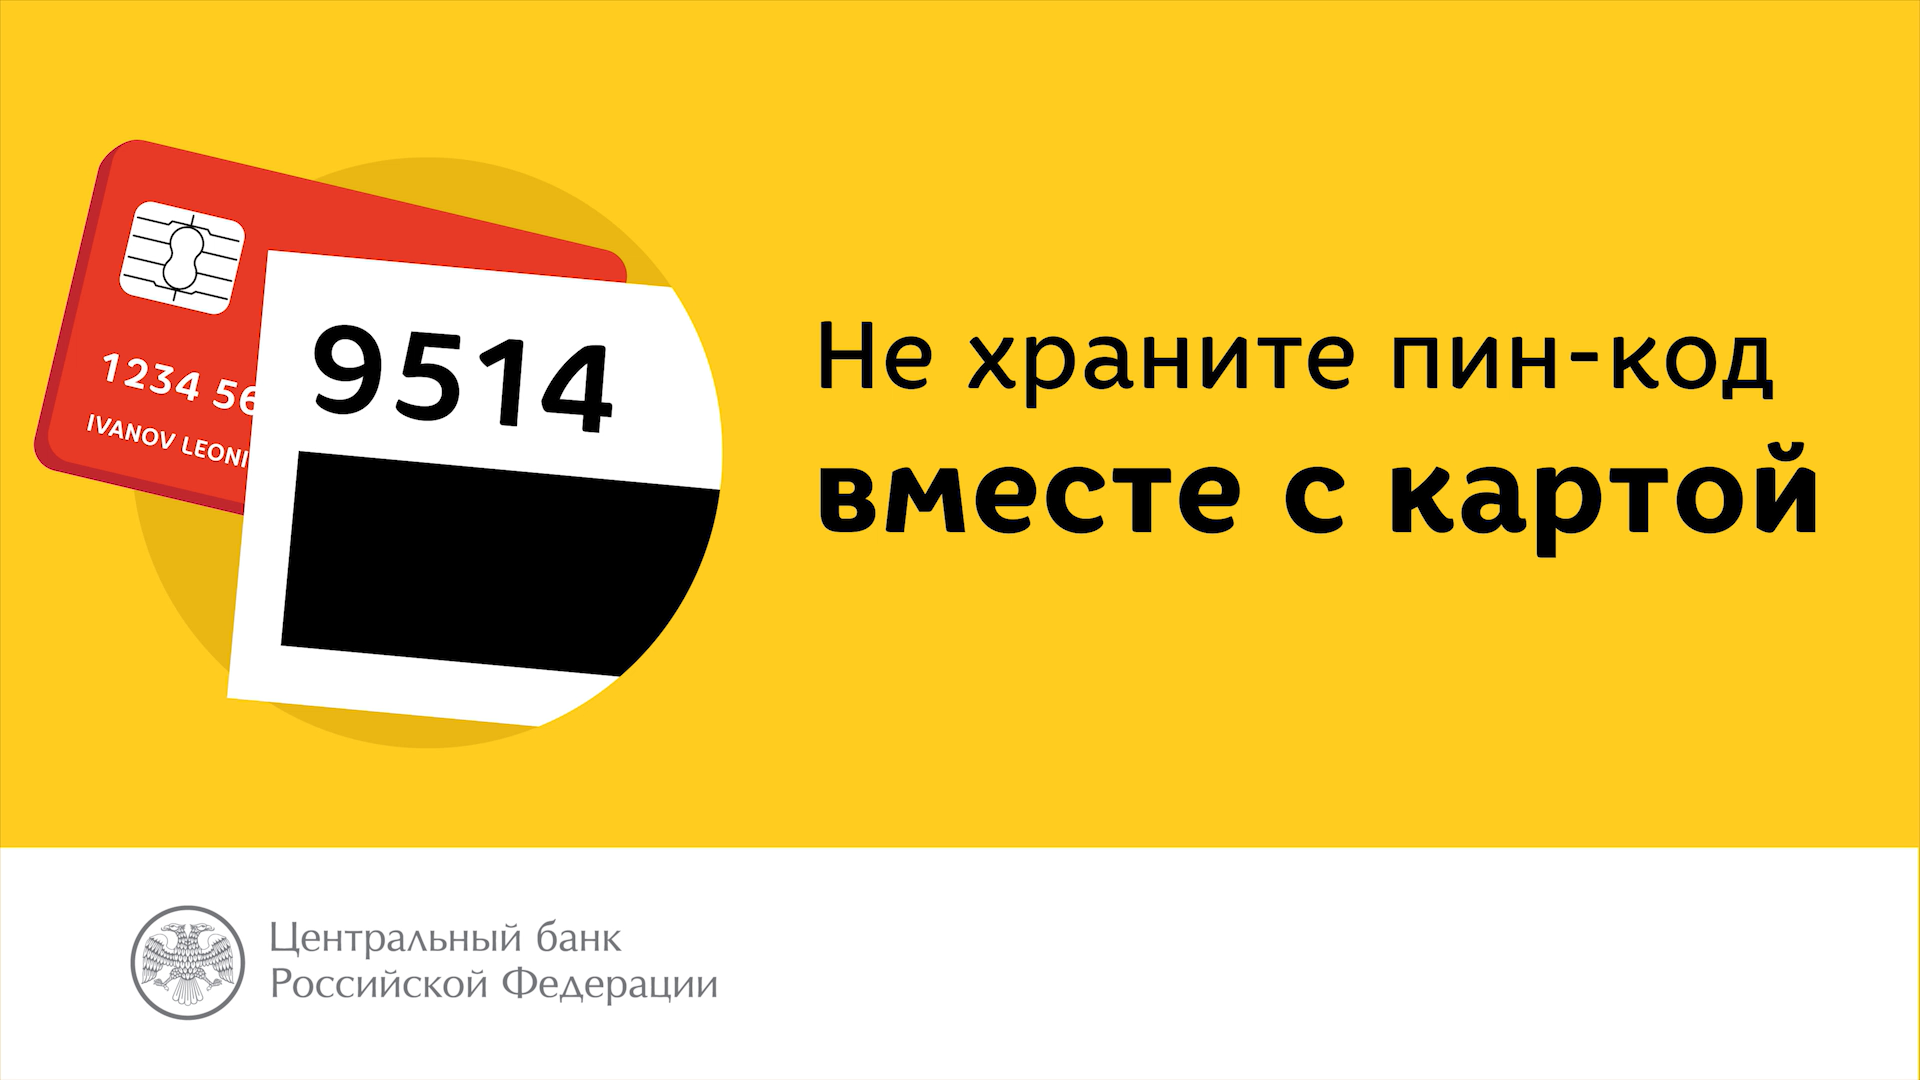 1234 56
IVANOV LEONI
9514
Не храните пин-код
вместе с картой
Центральный банк
Российской Федерации